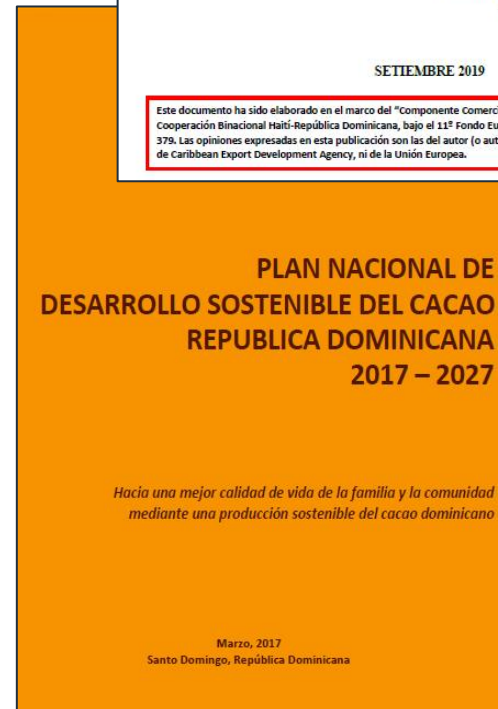 SETIEMBRE 2019
Este documento ha sido elaborado en el marco del "Componente Comerci
Cooperación Binacional Haití-República Dominicana, bajo el 11º Fondo Eu
379. Las opiniones expresadas en esta publicación son las del autor (o aut
de Caribbean Export Development Agency, ni de la Unión Europea.
PLAN NACIONAL DE
DESARROLLO SOSTENIBLE DEL CACAO
REPUBLICA DOMINICANA
2017 – 2027
Hacia una mejor calidad de vida de la familia y la comunidad
mediante una producción sostenible del cacao dominicano
Marzo, 2017
Santo Domingo, República Dominicana